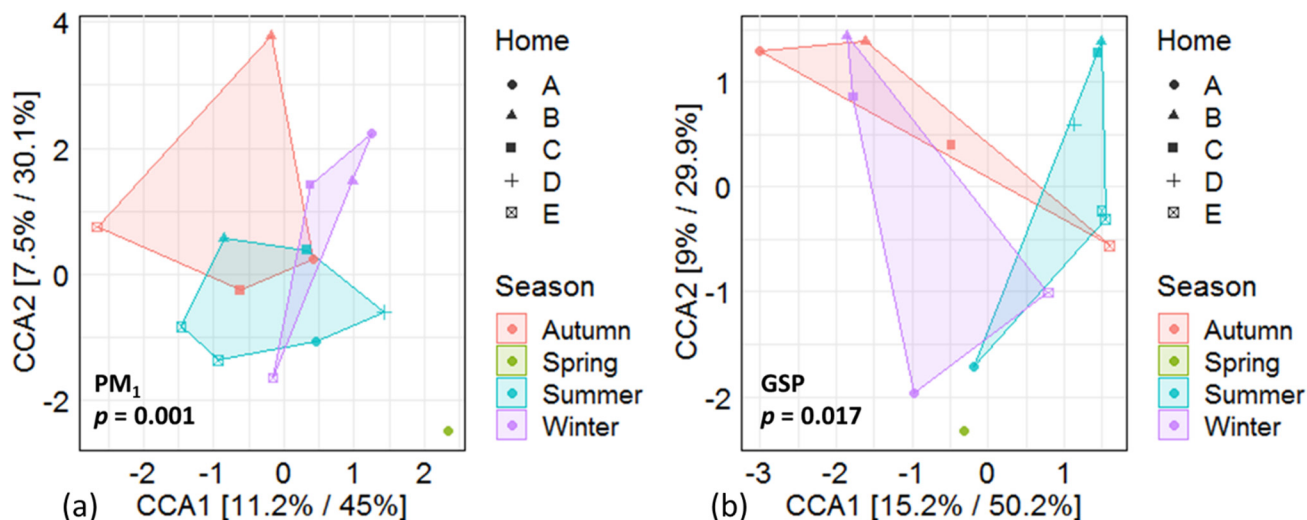 4
2
0
-2
CCA2 [7.5% / 30.1%]
PM₁
p = 0.001
-2
-1
0
1
2
(a)
CCA1 [11.2% / 45%]
Home
A
B
C
D
E
Season
Autumn
Spring
Summer
Winter
1
0
-1
-2
CCA2 [9% / 29.9%]
GSP
p = 0.017
-3
-2
-1
0
1
(b)
CCA1 [15.2% / 50.2%]
Home
A
B
C
D
E
Season
Autumn
Spring
Summer
Winter